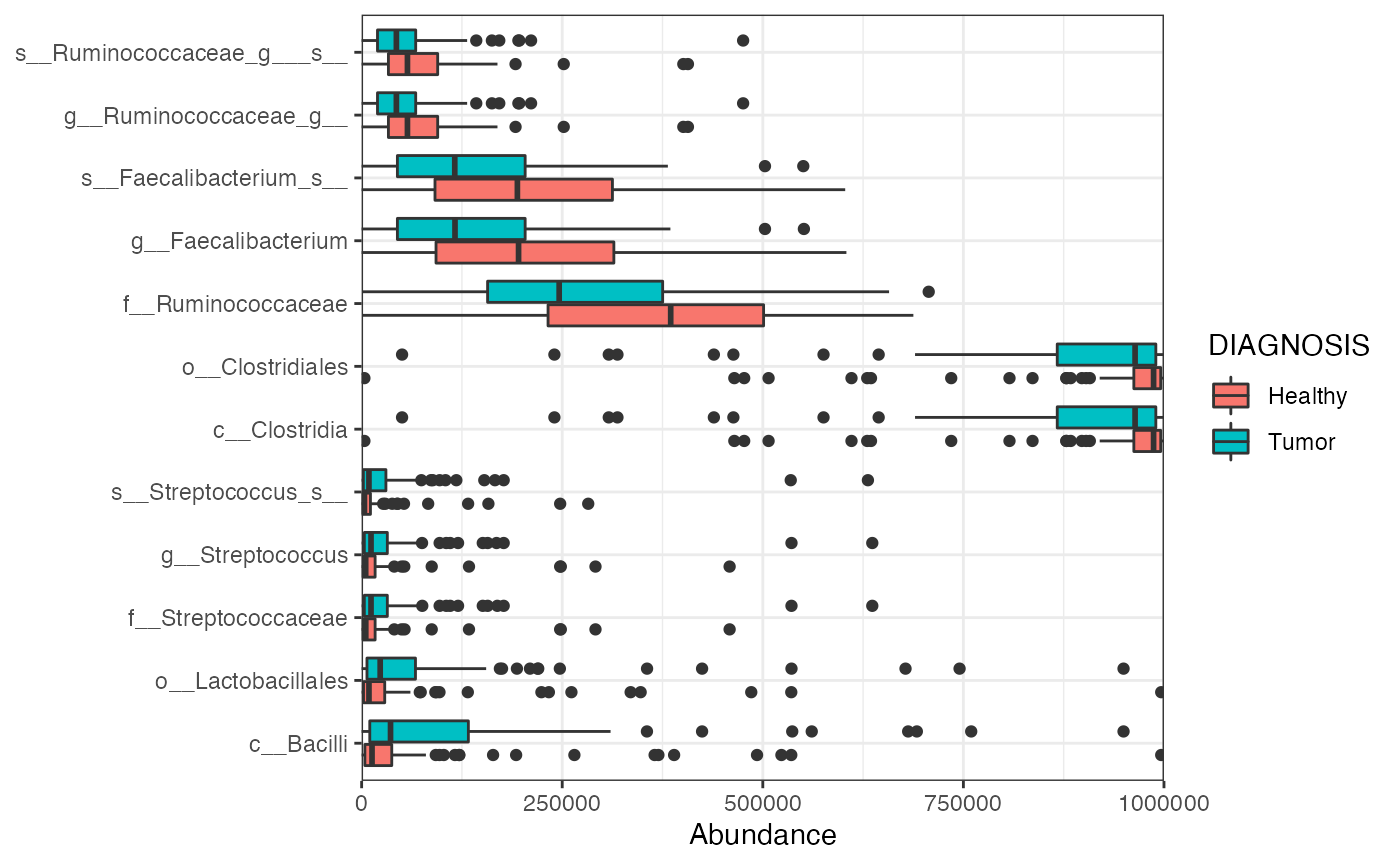 s__Ruminococcaceae_g___s__
g__Ruminococcaceae_g__
s__Faecalibacterium_s__
g__Faecalibacterium
f__Ruminococcaceae
o__Clostridiales
c__Clostridia
s__Streptococcus_s__
g__Streptococcus
f__Streptococcaceae
o__Lactobacillales
c__Bacilli
0 250000 500000 750000 1000000
Abundance
DIAGNOSIS
Healthy
Tumor